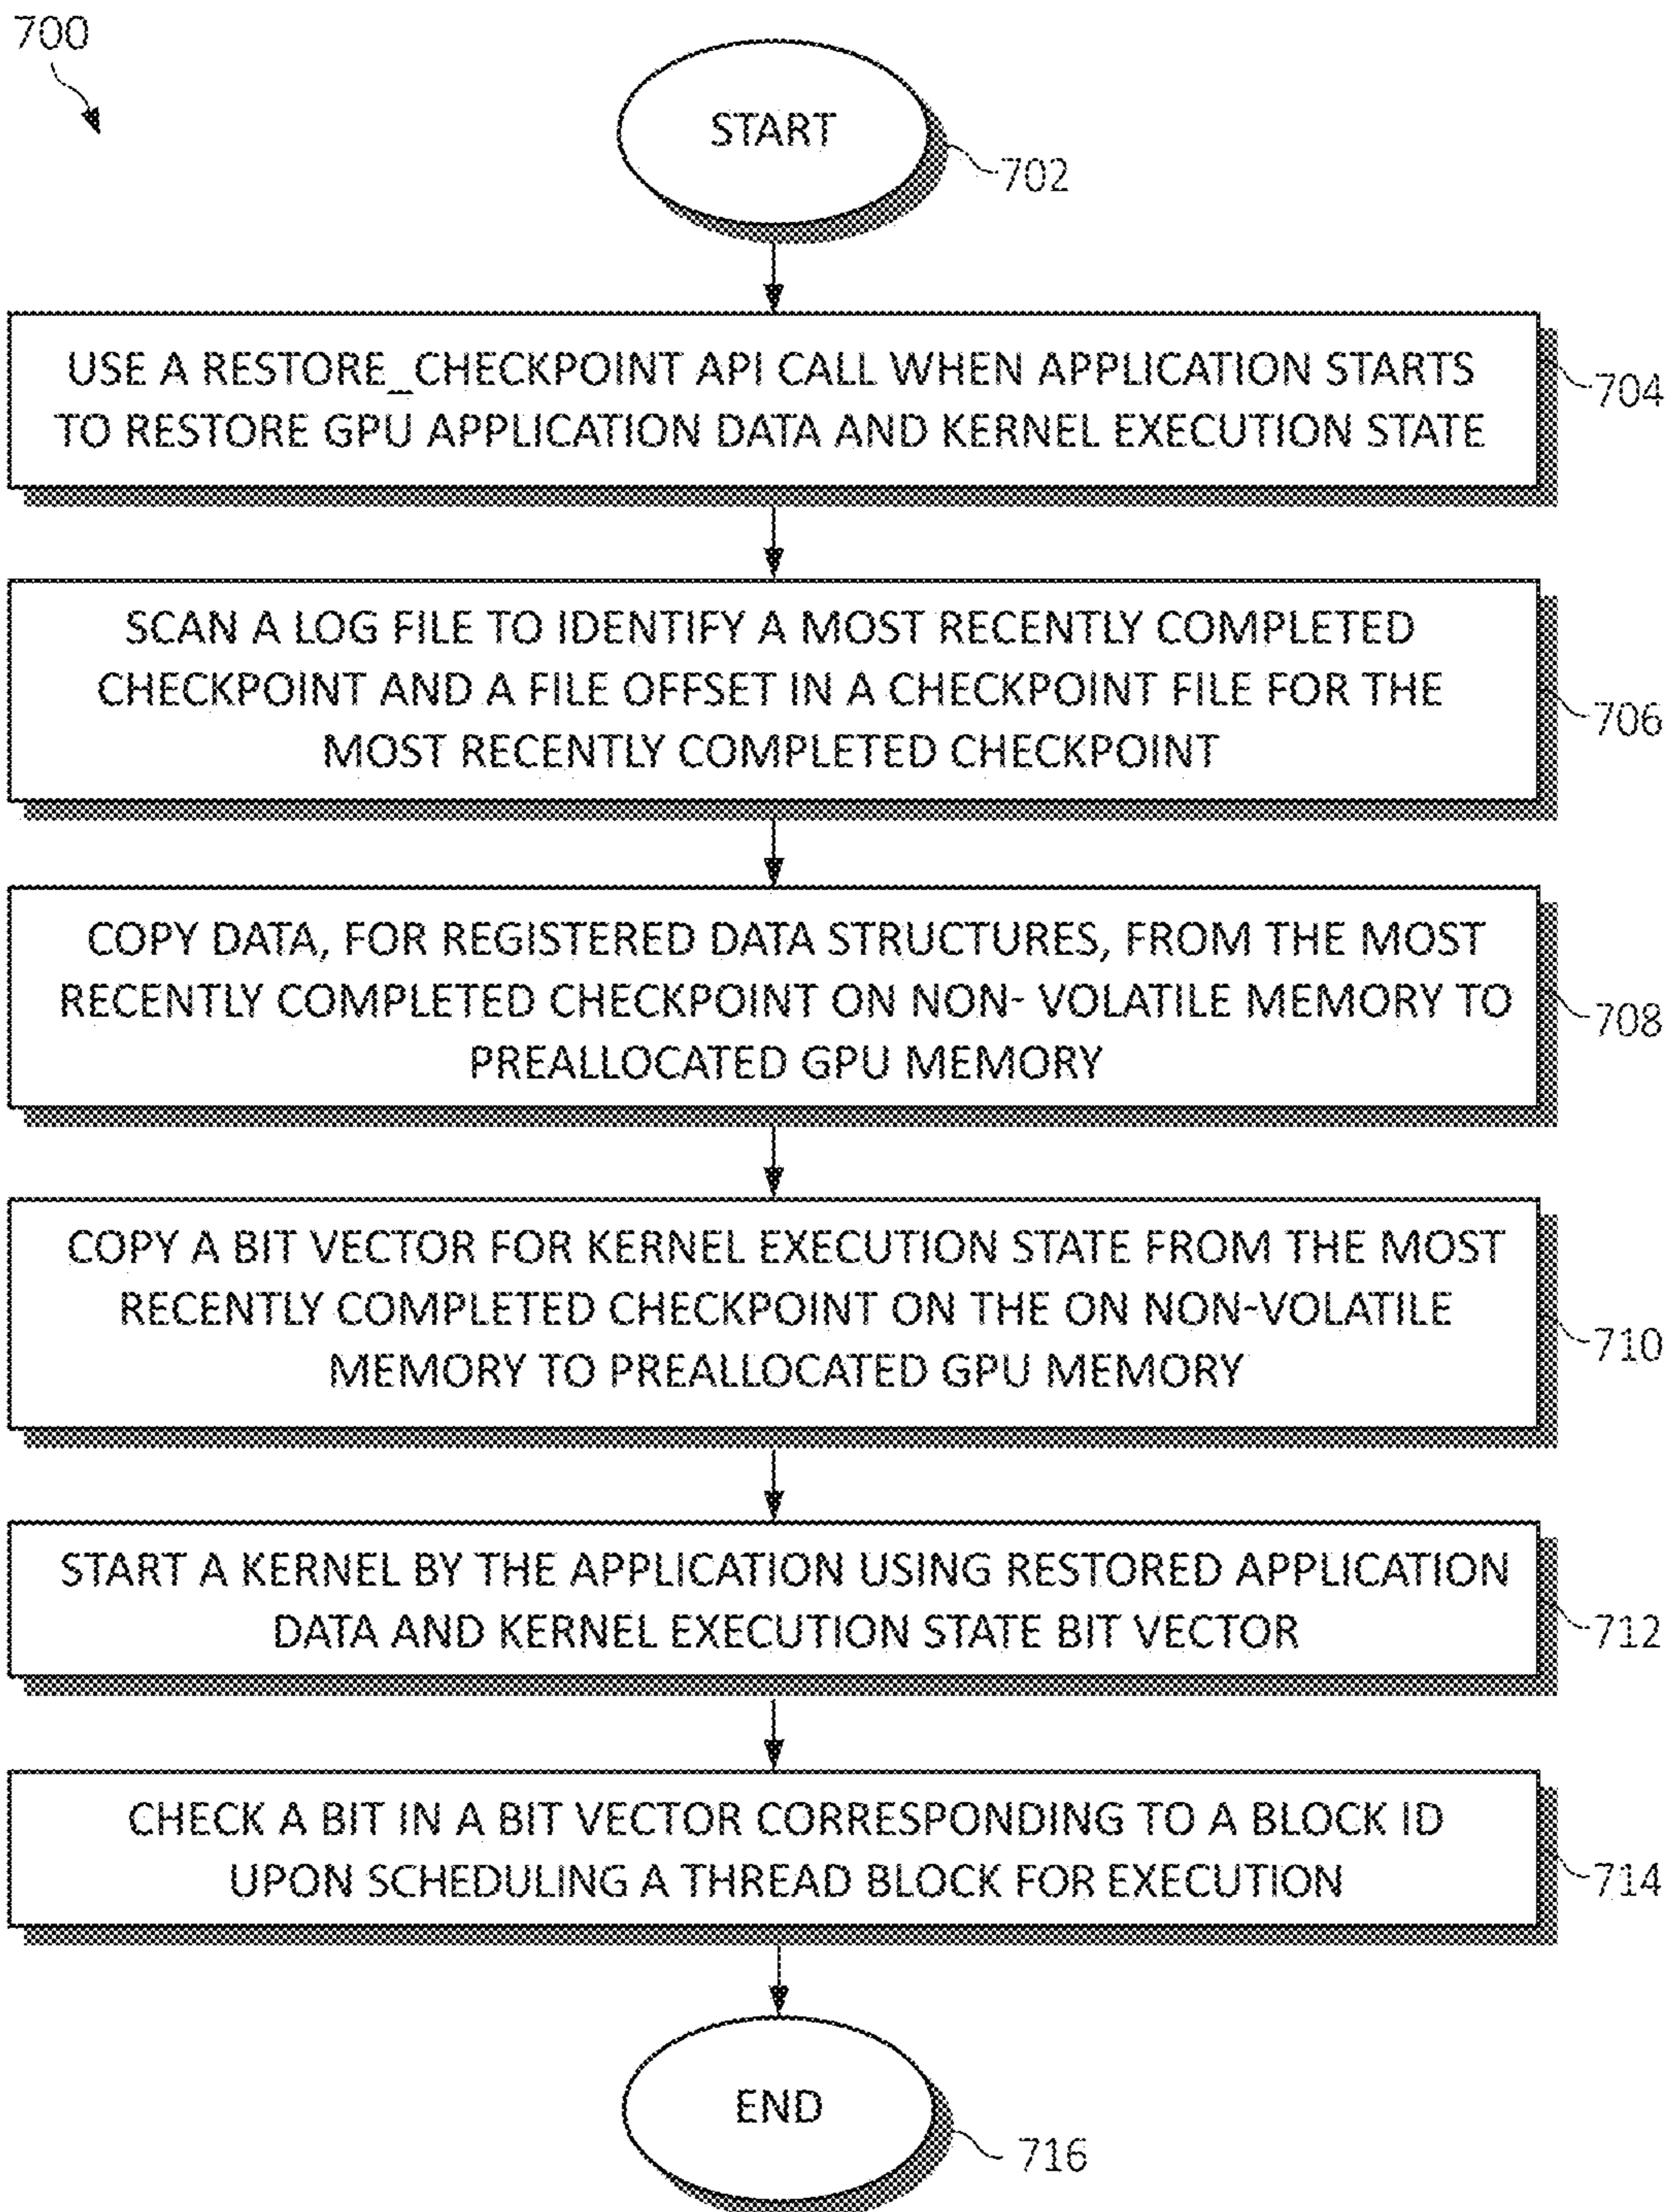 700
START
702
USE A RESTORE_CHECKPOINT API CALL WHEN APPLICATION STARTS
TO RESTORE GPU APPLICATION DATA AND KERNEL EXECUTION STATE
704
SCAN A LOG FILE TO IDENTIFY A MOST RECENTLY COMPLETED
CHECKPOINT AND A FILE OFFSET IN A CHECKPOINT FILE FOR THE
MOST RECENTLY COMPLETED CHECKPOINT
706
COPY DATA, FOR REGISTERED DATA STRUCTURES, FROM THE MOST
RECENTLY COMPLETED CHECKPOINT ON NON- VOLATILE MEMORY TO
PREALLOCATED GPU MEMORY
708
COPY A BIT VECTOR FOR KERNEL EXECUTION STATE FROM THE MOST
RECENTLY COMPLETED CHECKPOINT ON THE ON NON-VOLATILE
MEMORY TO PREALLOCATED GPU MEMORY
710
START A KERNEL BY THE APPLICATION USING RESTORED APPLICATION
DATA AND KERNEL EXECUTION STATE BIT VECTOR
712
CHECK A BIT IN A BIT VECTOR CORRESPONDING TO A BLOCK ID
UPON SCHEDULING A THREAD BLOCK FOR EXECUTION
714
END
716